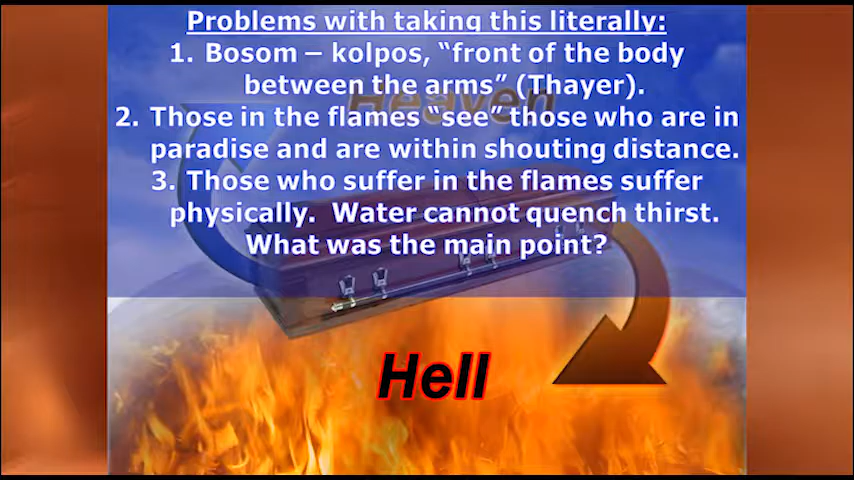 Problems with taking this literally:
1. Bosom – kolpos, “front of the body
between the arms” (Thayer).
Heaven
2. Those in the flames “see” those who are in
paradise and are within shouting distance.
3. Those who suffer in the flames suffer
physically. Water cannot quench thirst.
What was the main point?
Hell